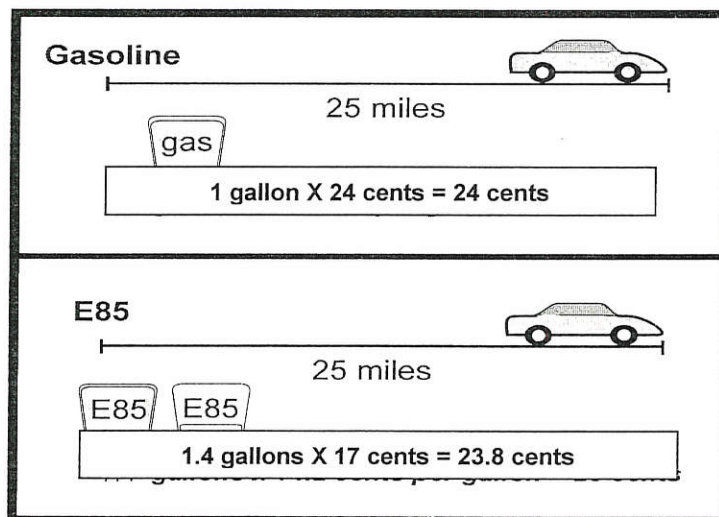 Gasoline
25 miles
gas
1 gallon X 24 cents = 24 cents
E85
25 miles
E85 E85
1.4 gallons X 17 cents = 23.8 cents